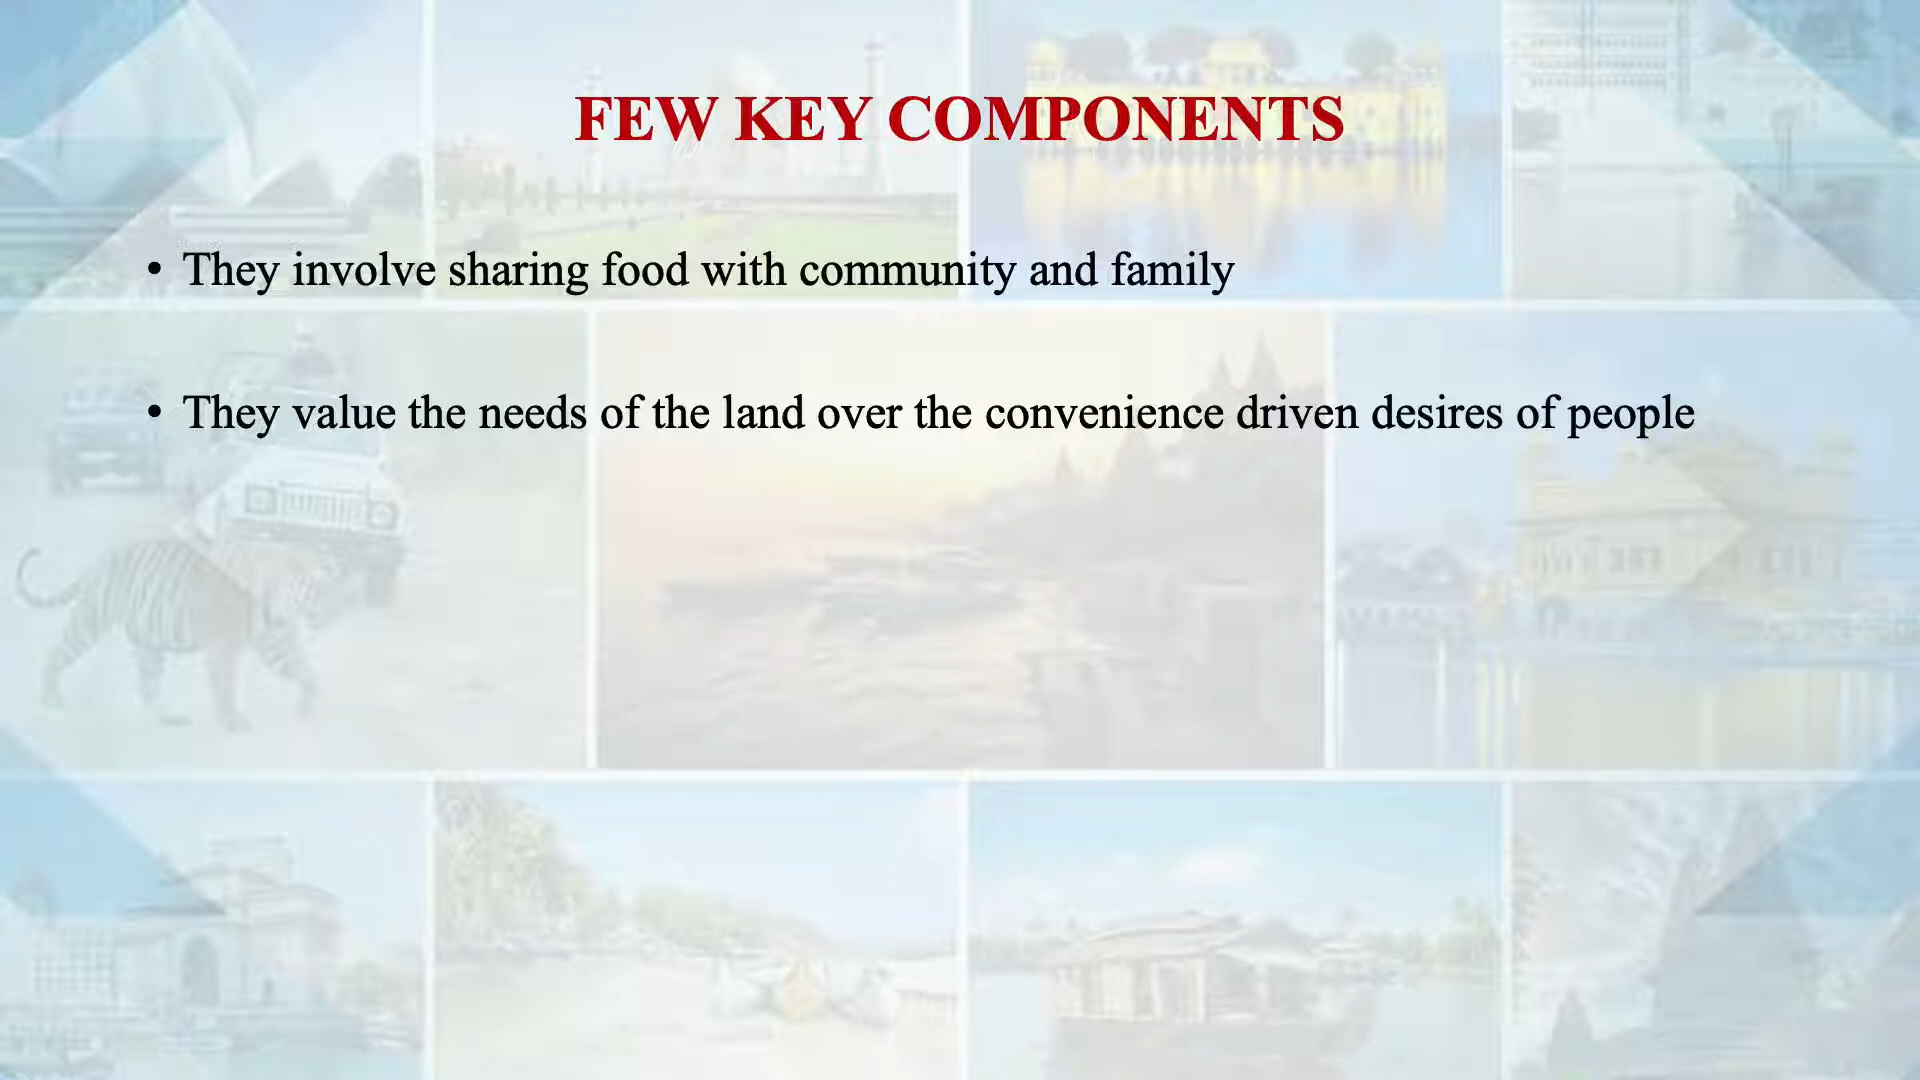 FEW KEY COMPONENTS
• They involve sharing food with community and family
• They value the needs of the land over the convenience driven desires of people